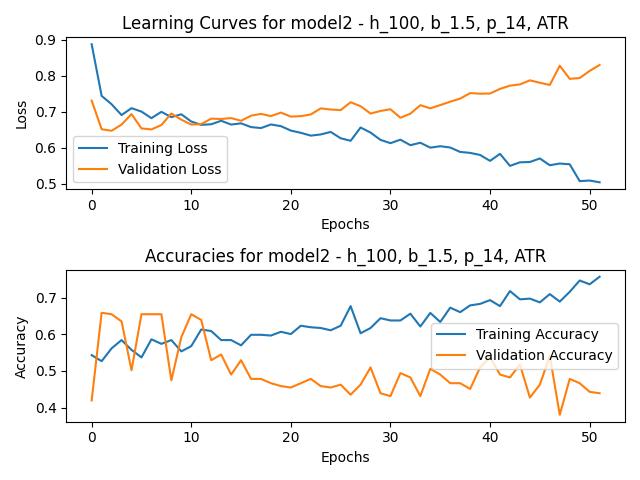 Learning Curves for model2 - h_100, b_1.5, p_14, ATR
0.9
0.8
0.7
0.6
0.5
Loss
Training Loss
Validation Loss
0 10 20 30 40 50
Epochs
Accuracies for model2 - h_100, b_1.5, p_14, ATR
0.7
0.6
0.5
0.4
Accuracy
Training Accuracy
Validation Accuracy
0 10 20 30 40 50
Epochs